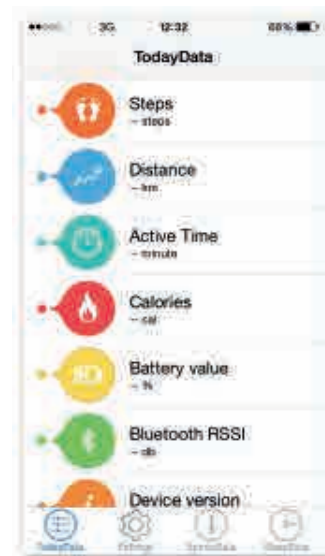 3G 12:32
TodayData
Steps
-- steps
Distance
-- km
Active Time
-- minute
Calories
-- cal
Battery value
-- %
Bluetooth RSSI
-- db
Device version
TodayData